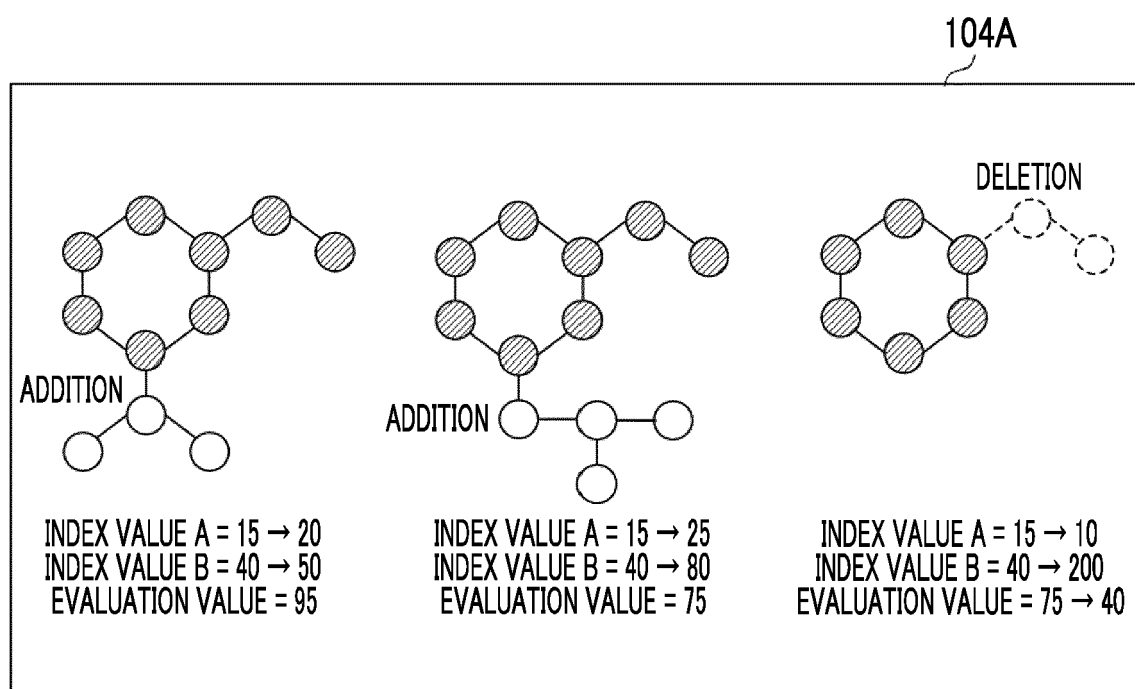 104A
DELETION
ADDITION
ADDITION
INDEX VALUE A = 15 → 20
INDEX VALUE B = 40 → 50
EVALUATION VALUE = 95
INDEX VALUE A = 15 → 25
INDEX VALUE B = 40 → 80
EVALUATION VALUE = 75
INDEX VALUE A = 15 → 10
INDEX VALUE B = 40 → 200
EVALUATION VALUE = 75 → 40